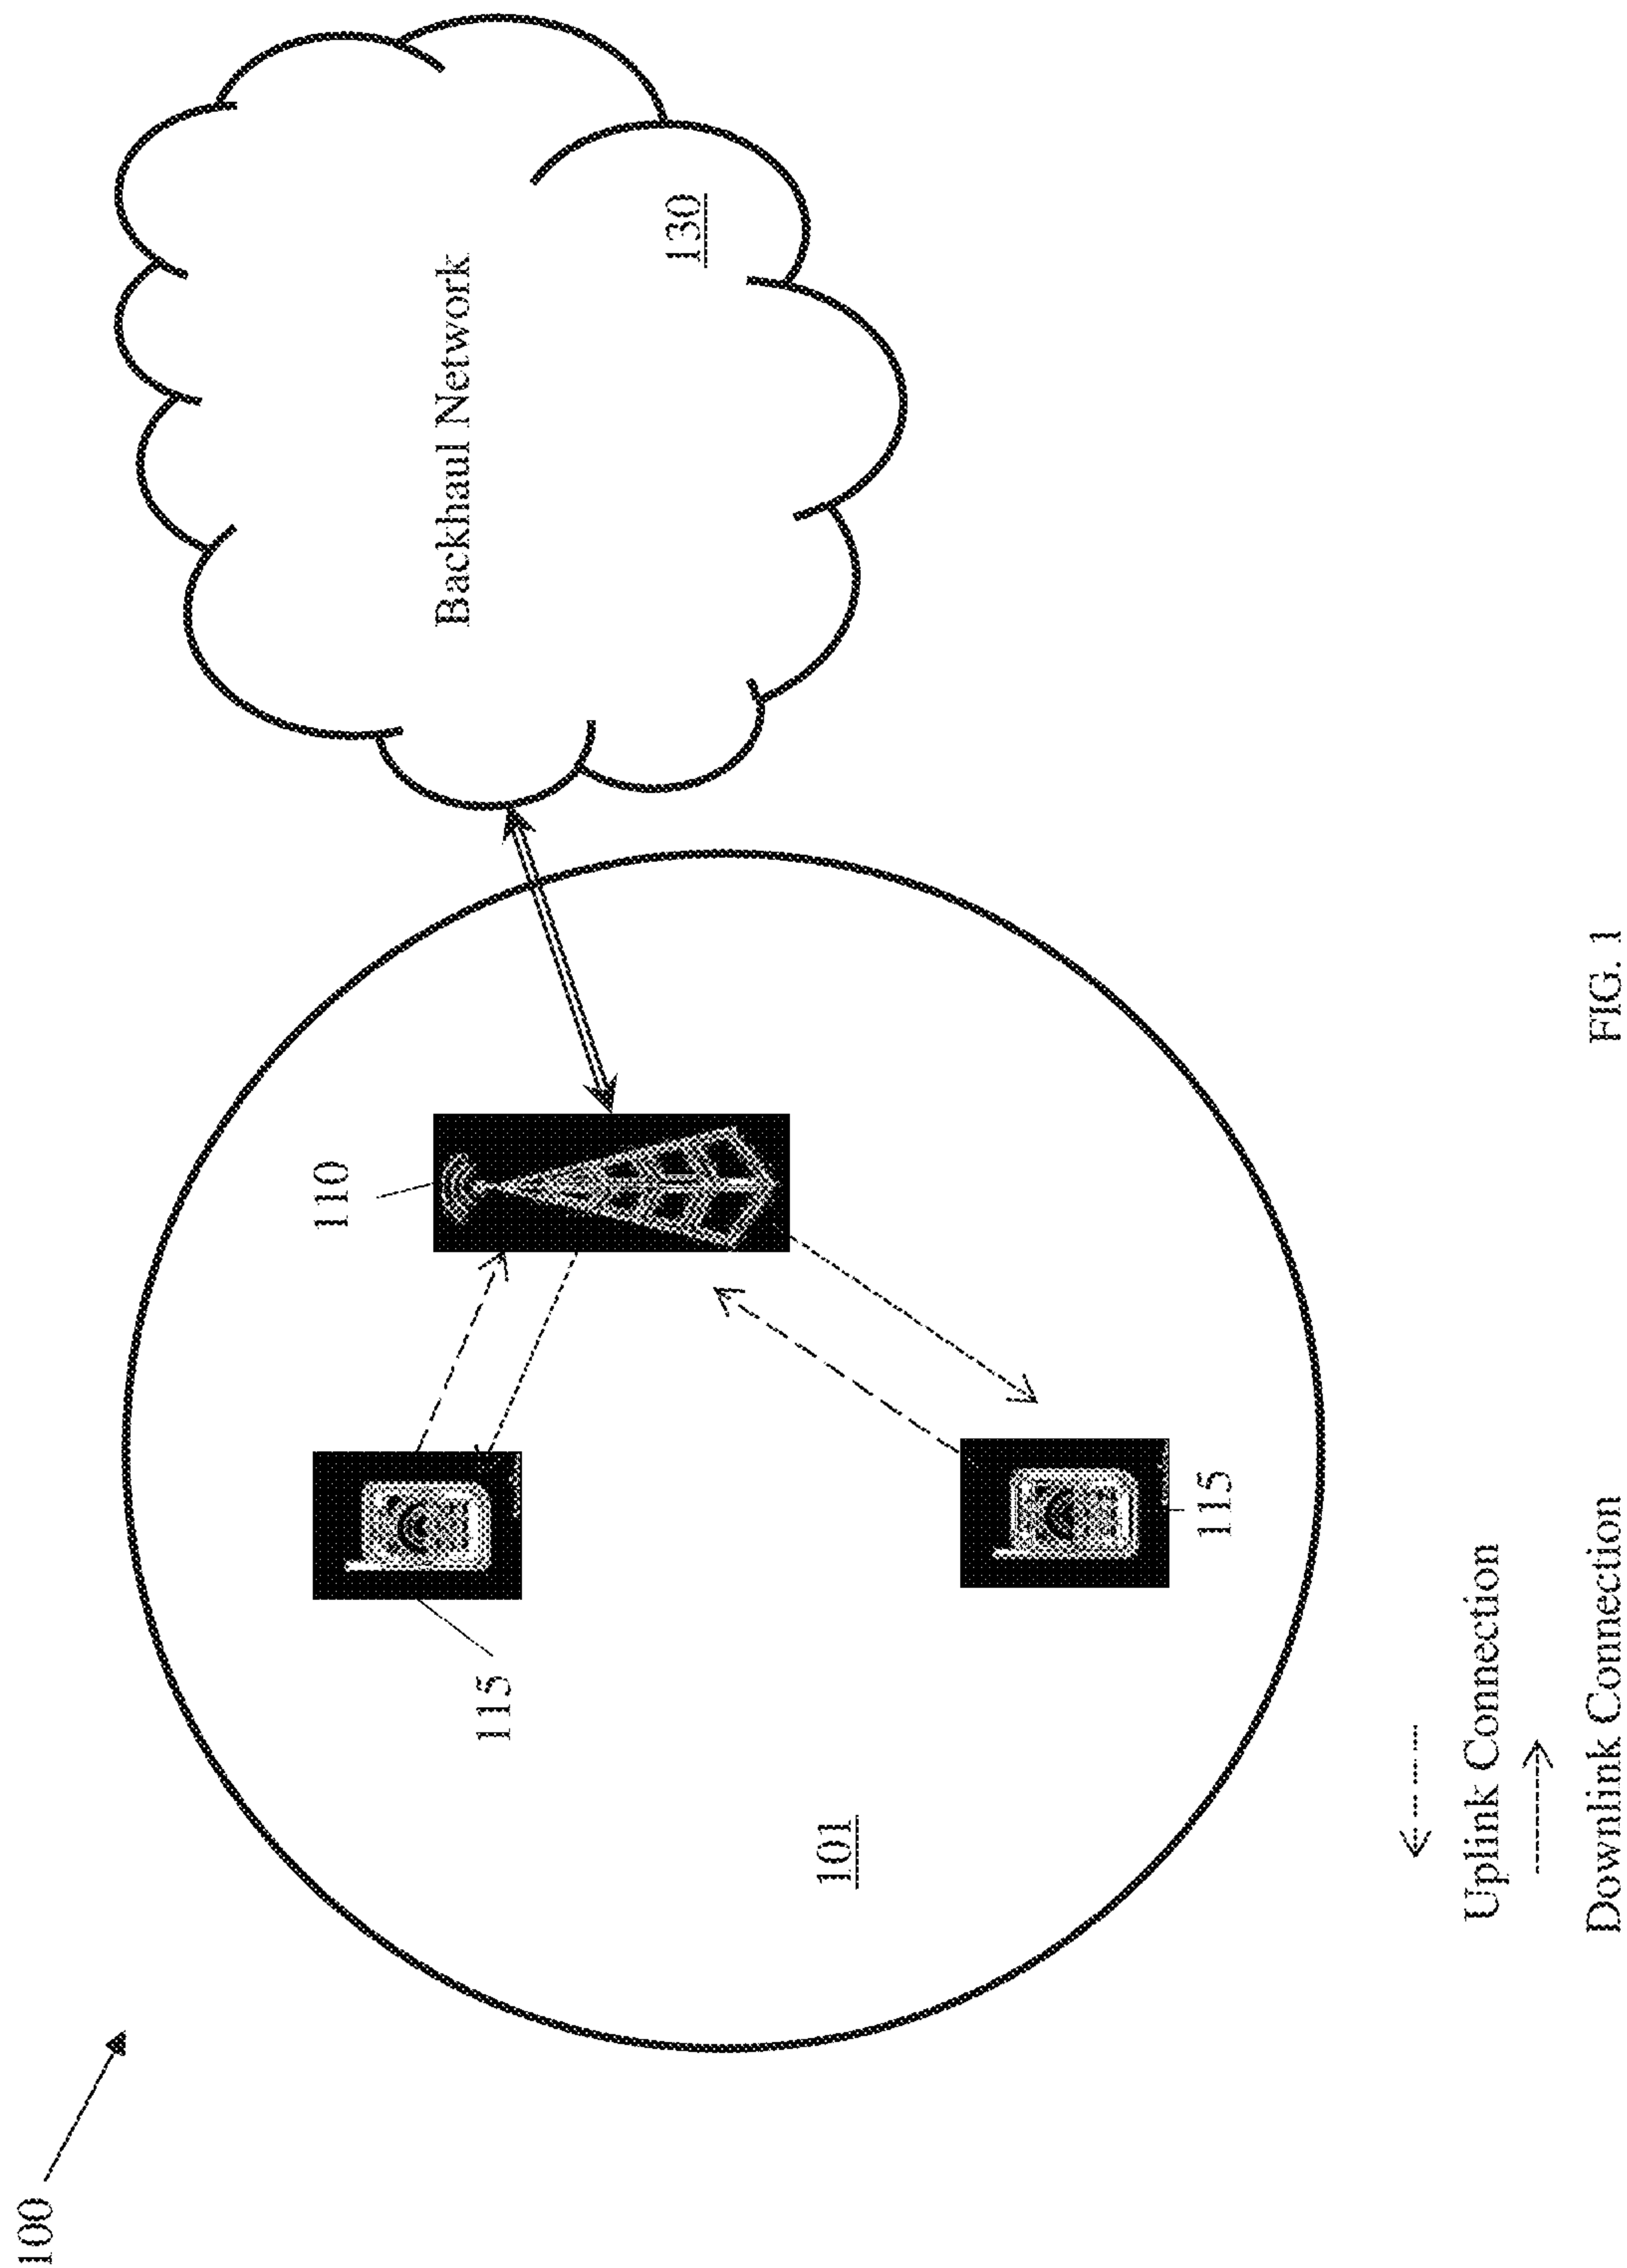 100
110
115
115
101
Backhaul Network
130
Uplink Connection
Downlink Connection
FIG. 1